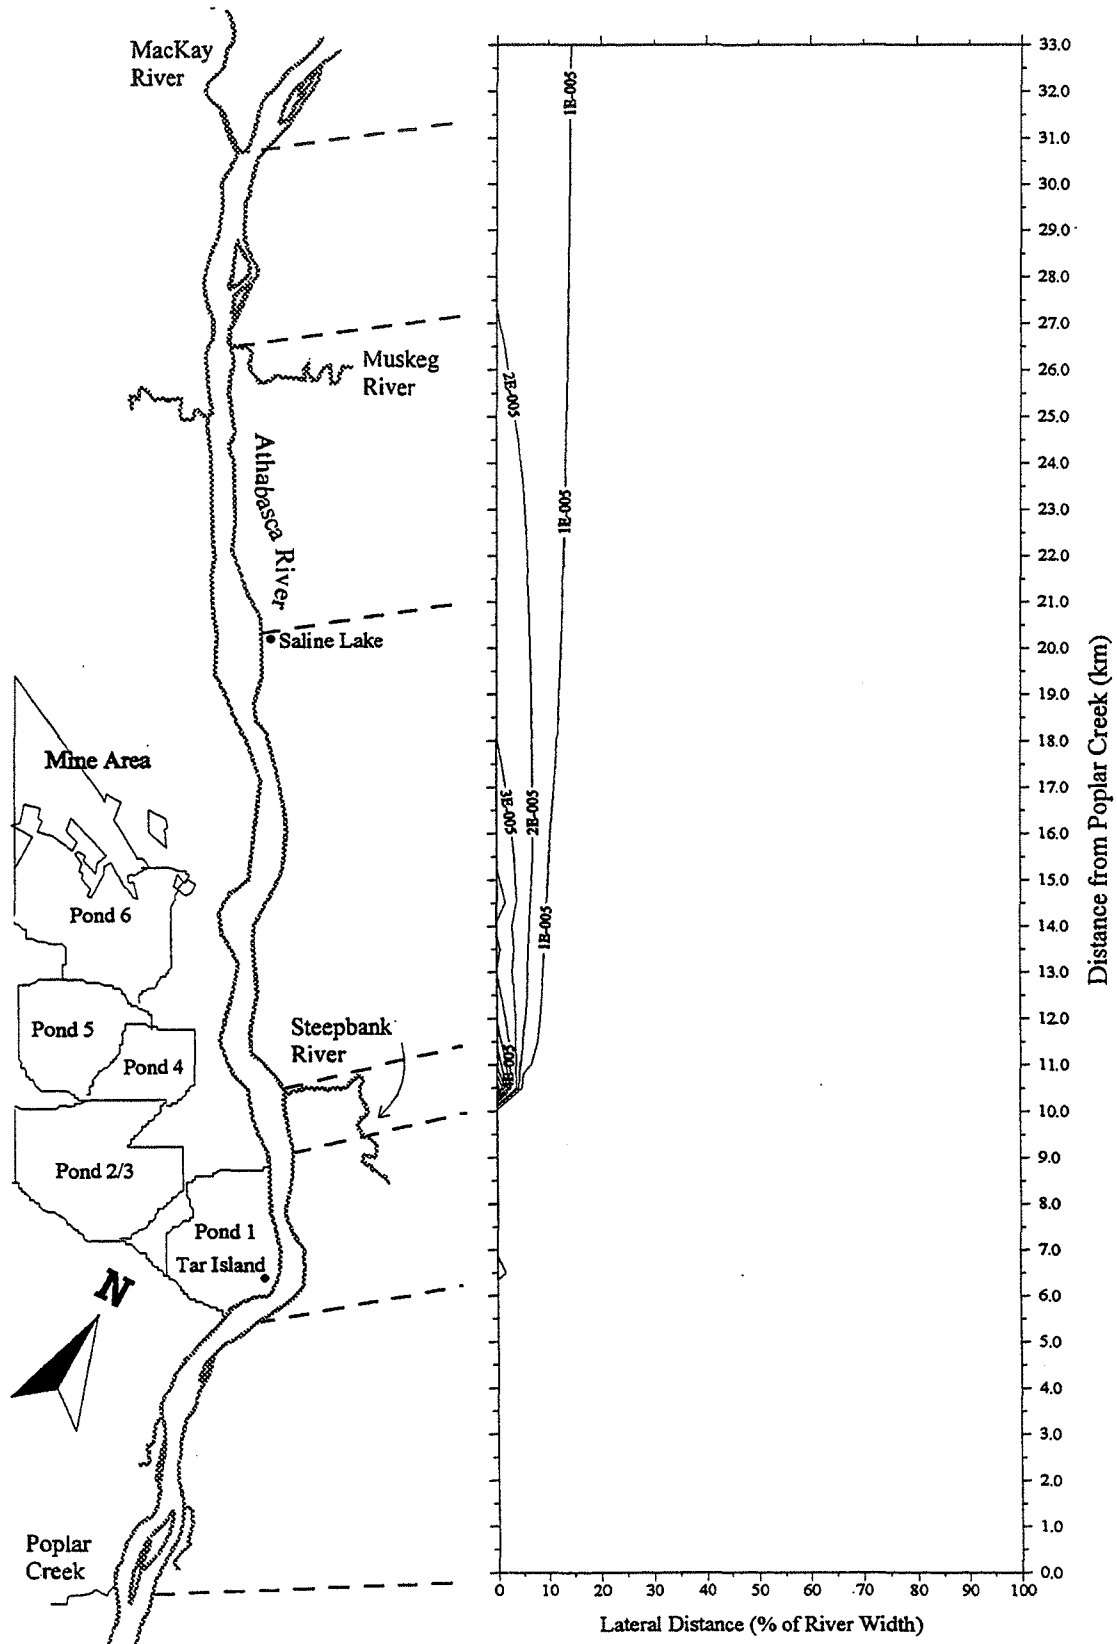 MacKay
River
Muskeg
River
Athabasca River
Saline Lake
Mine Area
Pond 6
Pond 5
Pond 4
Steepbank
River
Pond 2/3
Pond 1
Tar Island
N
Poplar
Creek
1E-005
2E-005
1E-005
3E-005
2E-005
1E-005
4E-005
33.0
32.0
31.0
30.0
29.0
28.0
27.0
26.0
25.0
24.0
23.0
22.0
21.0
20.0
19.0
18.0
17.0
16.0
15.0
14.0
13.0
12.0
11.0
10.0
9.0
8.0
7.0
6.0
5.0
4.0
3.0
2.0
1.0
0.0
Distance from Poplar Creek (km)
0 10 20 30 40 50 60 70 80 90 100
Lateral Distance (% of River Width)